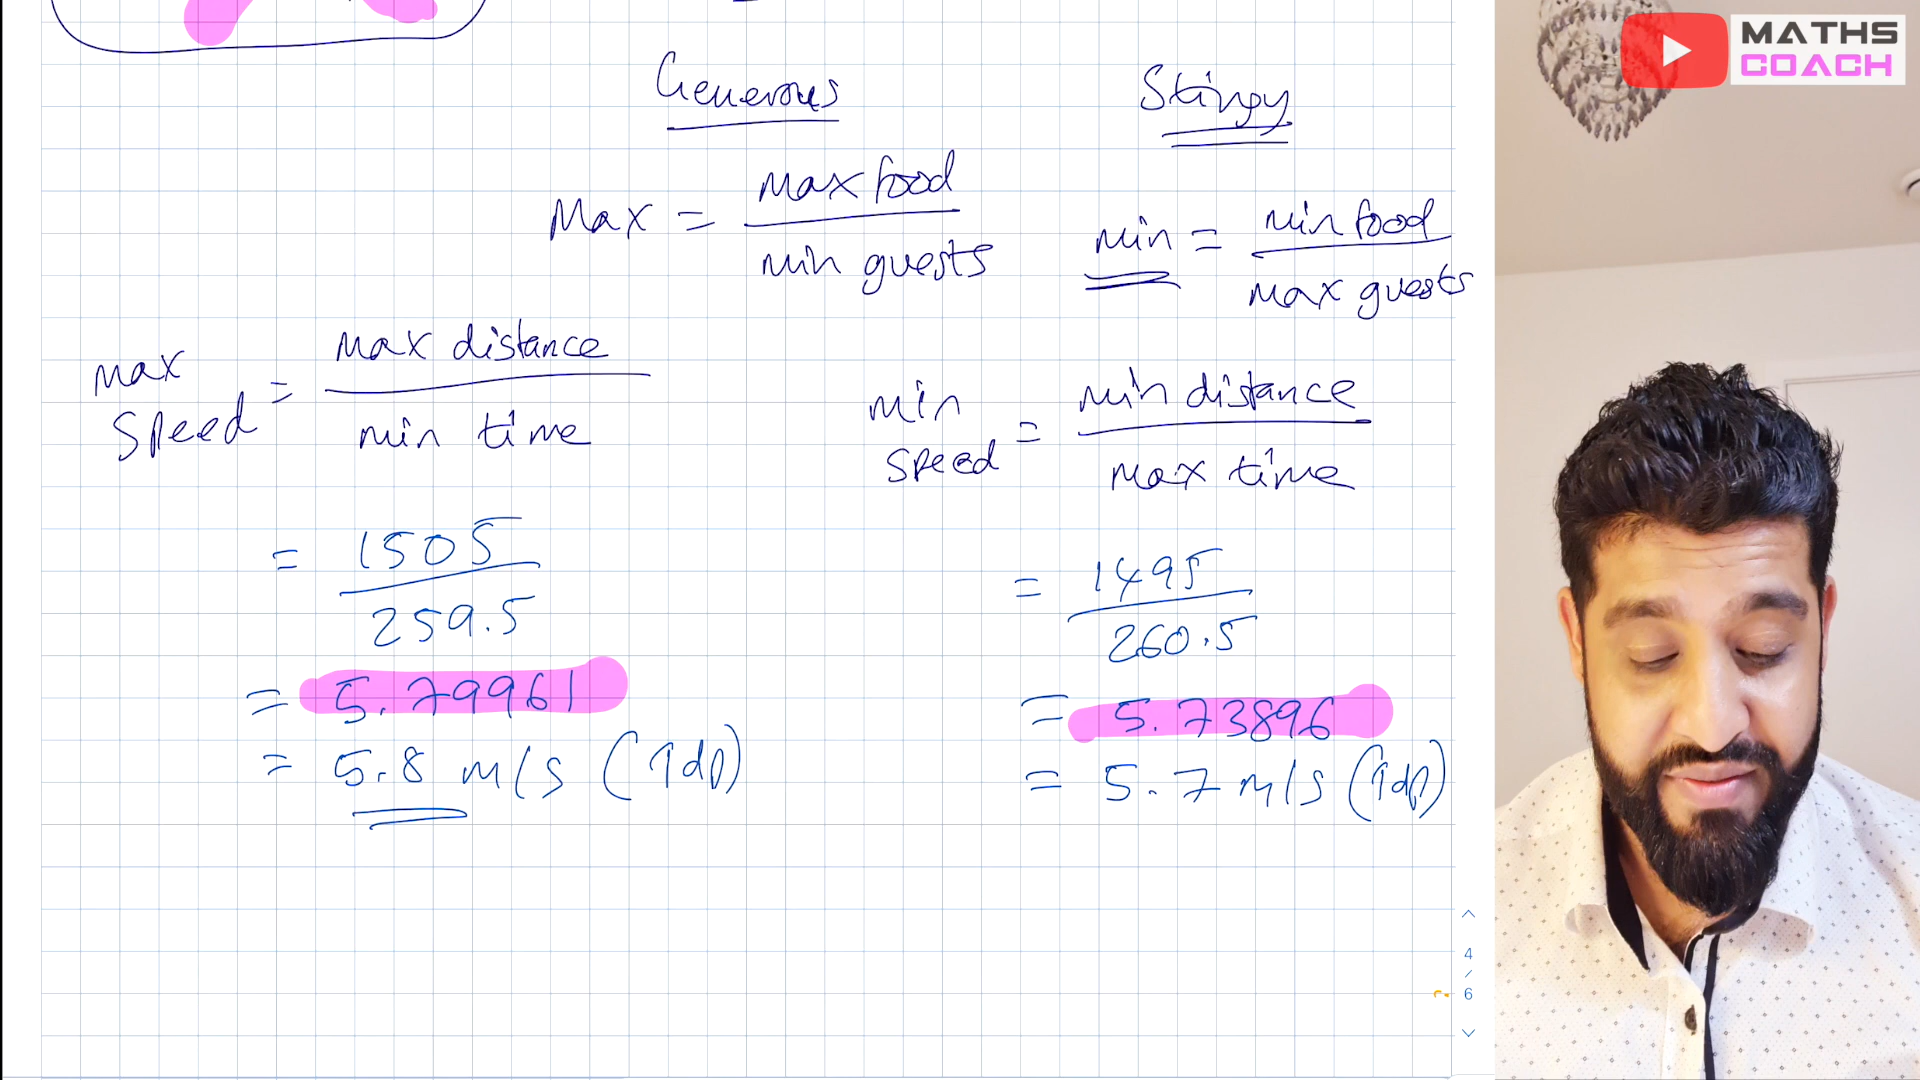 MATHS
COACH
Generous
Stingy
Max = max food / min guests
min = min food / max guests
max speed = max distance / min time
min speed = min distance / max time
= 1505 / 259.5
= 1495 / 260.5
= 5.79961
= 5.73896
= 5.8 m/s (1dp)
= 5.7 m/s (1dp)
4
/
6